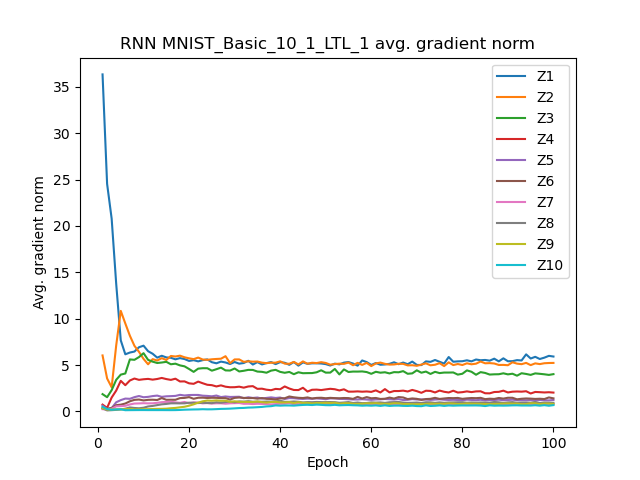 RNN MNIST_Basic_10_1_LTL_1 avg. gradient norm
Avg. gradient norm
35
30
25
20
15
10
5
0
0
20
40
60
80
100
Epoch
Z1
Z2
Z3
Z4
Z5
Z6
Z7
Z8
Z9
Z10